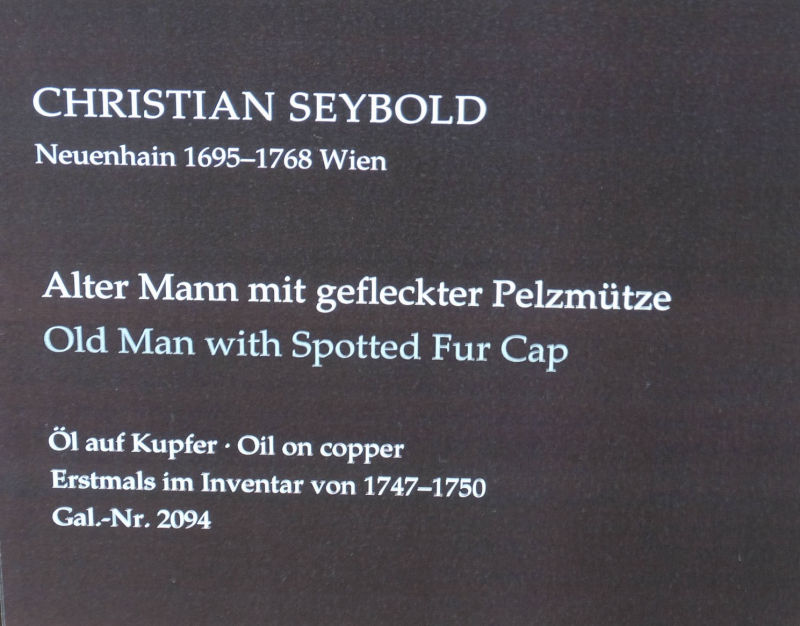 CHRISTIAN SEYBOLD
Neuenhain 1695–1768 Wien
Alter Mann mit gefleckter Pelzmütze
Old Man with Spotted Fur Cap
Öl auf Kupfer · Oil on copper
Erstmals im Inventar von 1747–1750
Gal.-Nr. 2094